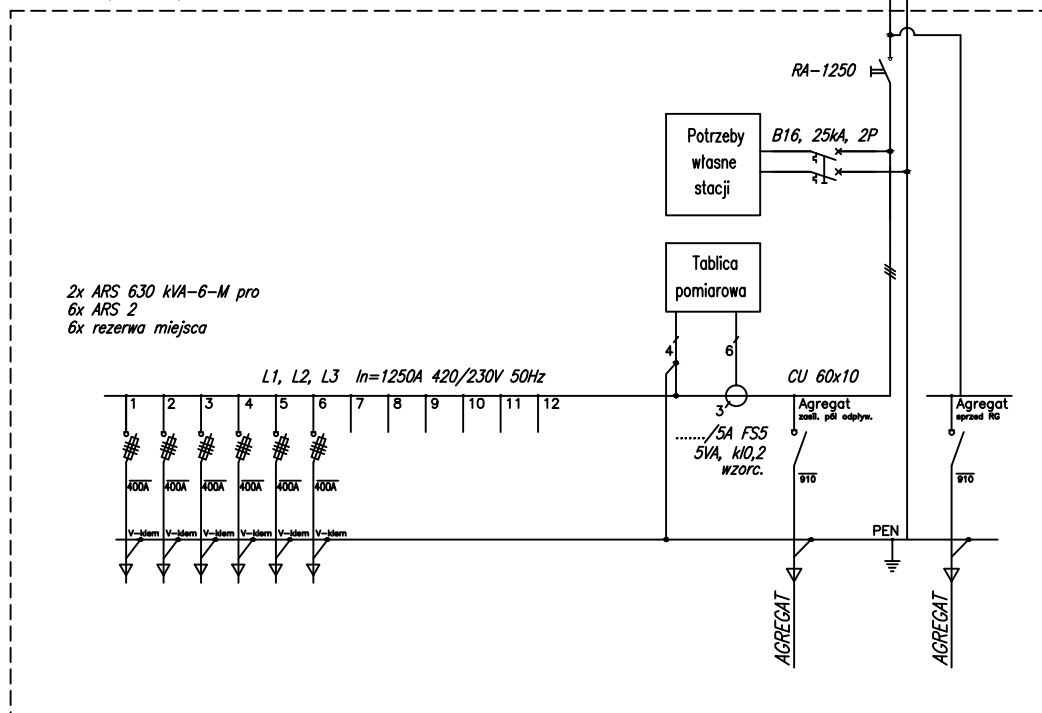 RA-1250
Potrzeby
własne
stacji
B16, 25kA, 2P
Tablica
pomiarowa
2x ARS 630 kVA-6-M pro
6x ARS 2
6x rezerwa miejsca
4
6
L1, L2, L3 In=1250A 420/230V 50Hz
CU 60x10
1 2 3 4 5 6 7 8 9 10 11 12
3
Agregat
zasil. pól odpływ.
Agregat
sprzed RG
......./5A FS5
5VA, kl0,2
wzorc.
400A 400A 400A 400A 400A 400A
910
910
V-klem V-klem V-klem V-klem V-klem V-klem
PEN
AGREGAT
AGREGAT